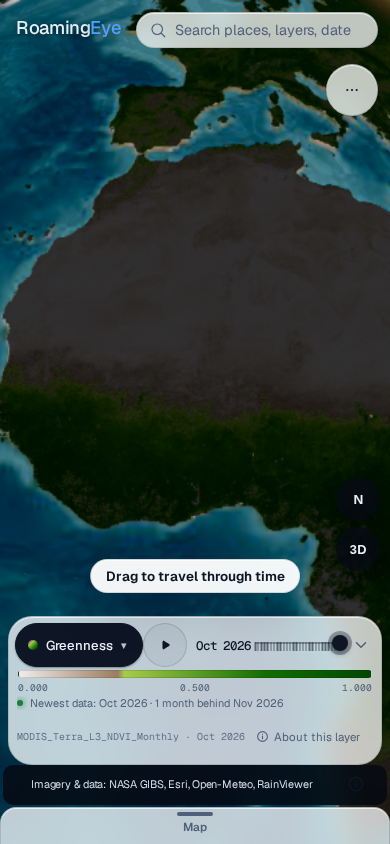 RoamingEye
Search places, layers, date
...
N
3D
Drag to travel through time
Greenness ▾
Oct 2026
0.000 0.500 1.000
Newest data: Oct 2026 · 1 month behind Nov 2026
MODIS_Terra_L3_NDVI_Monthly · Oct 2026
About this layer
Imagery & data: NASA GIBS, Esri, Open-Meteo, RainViewer
Map